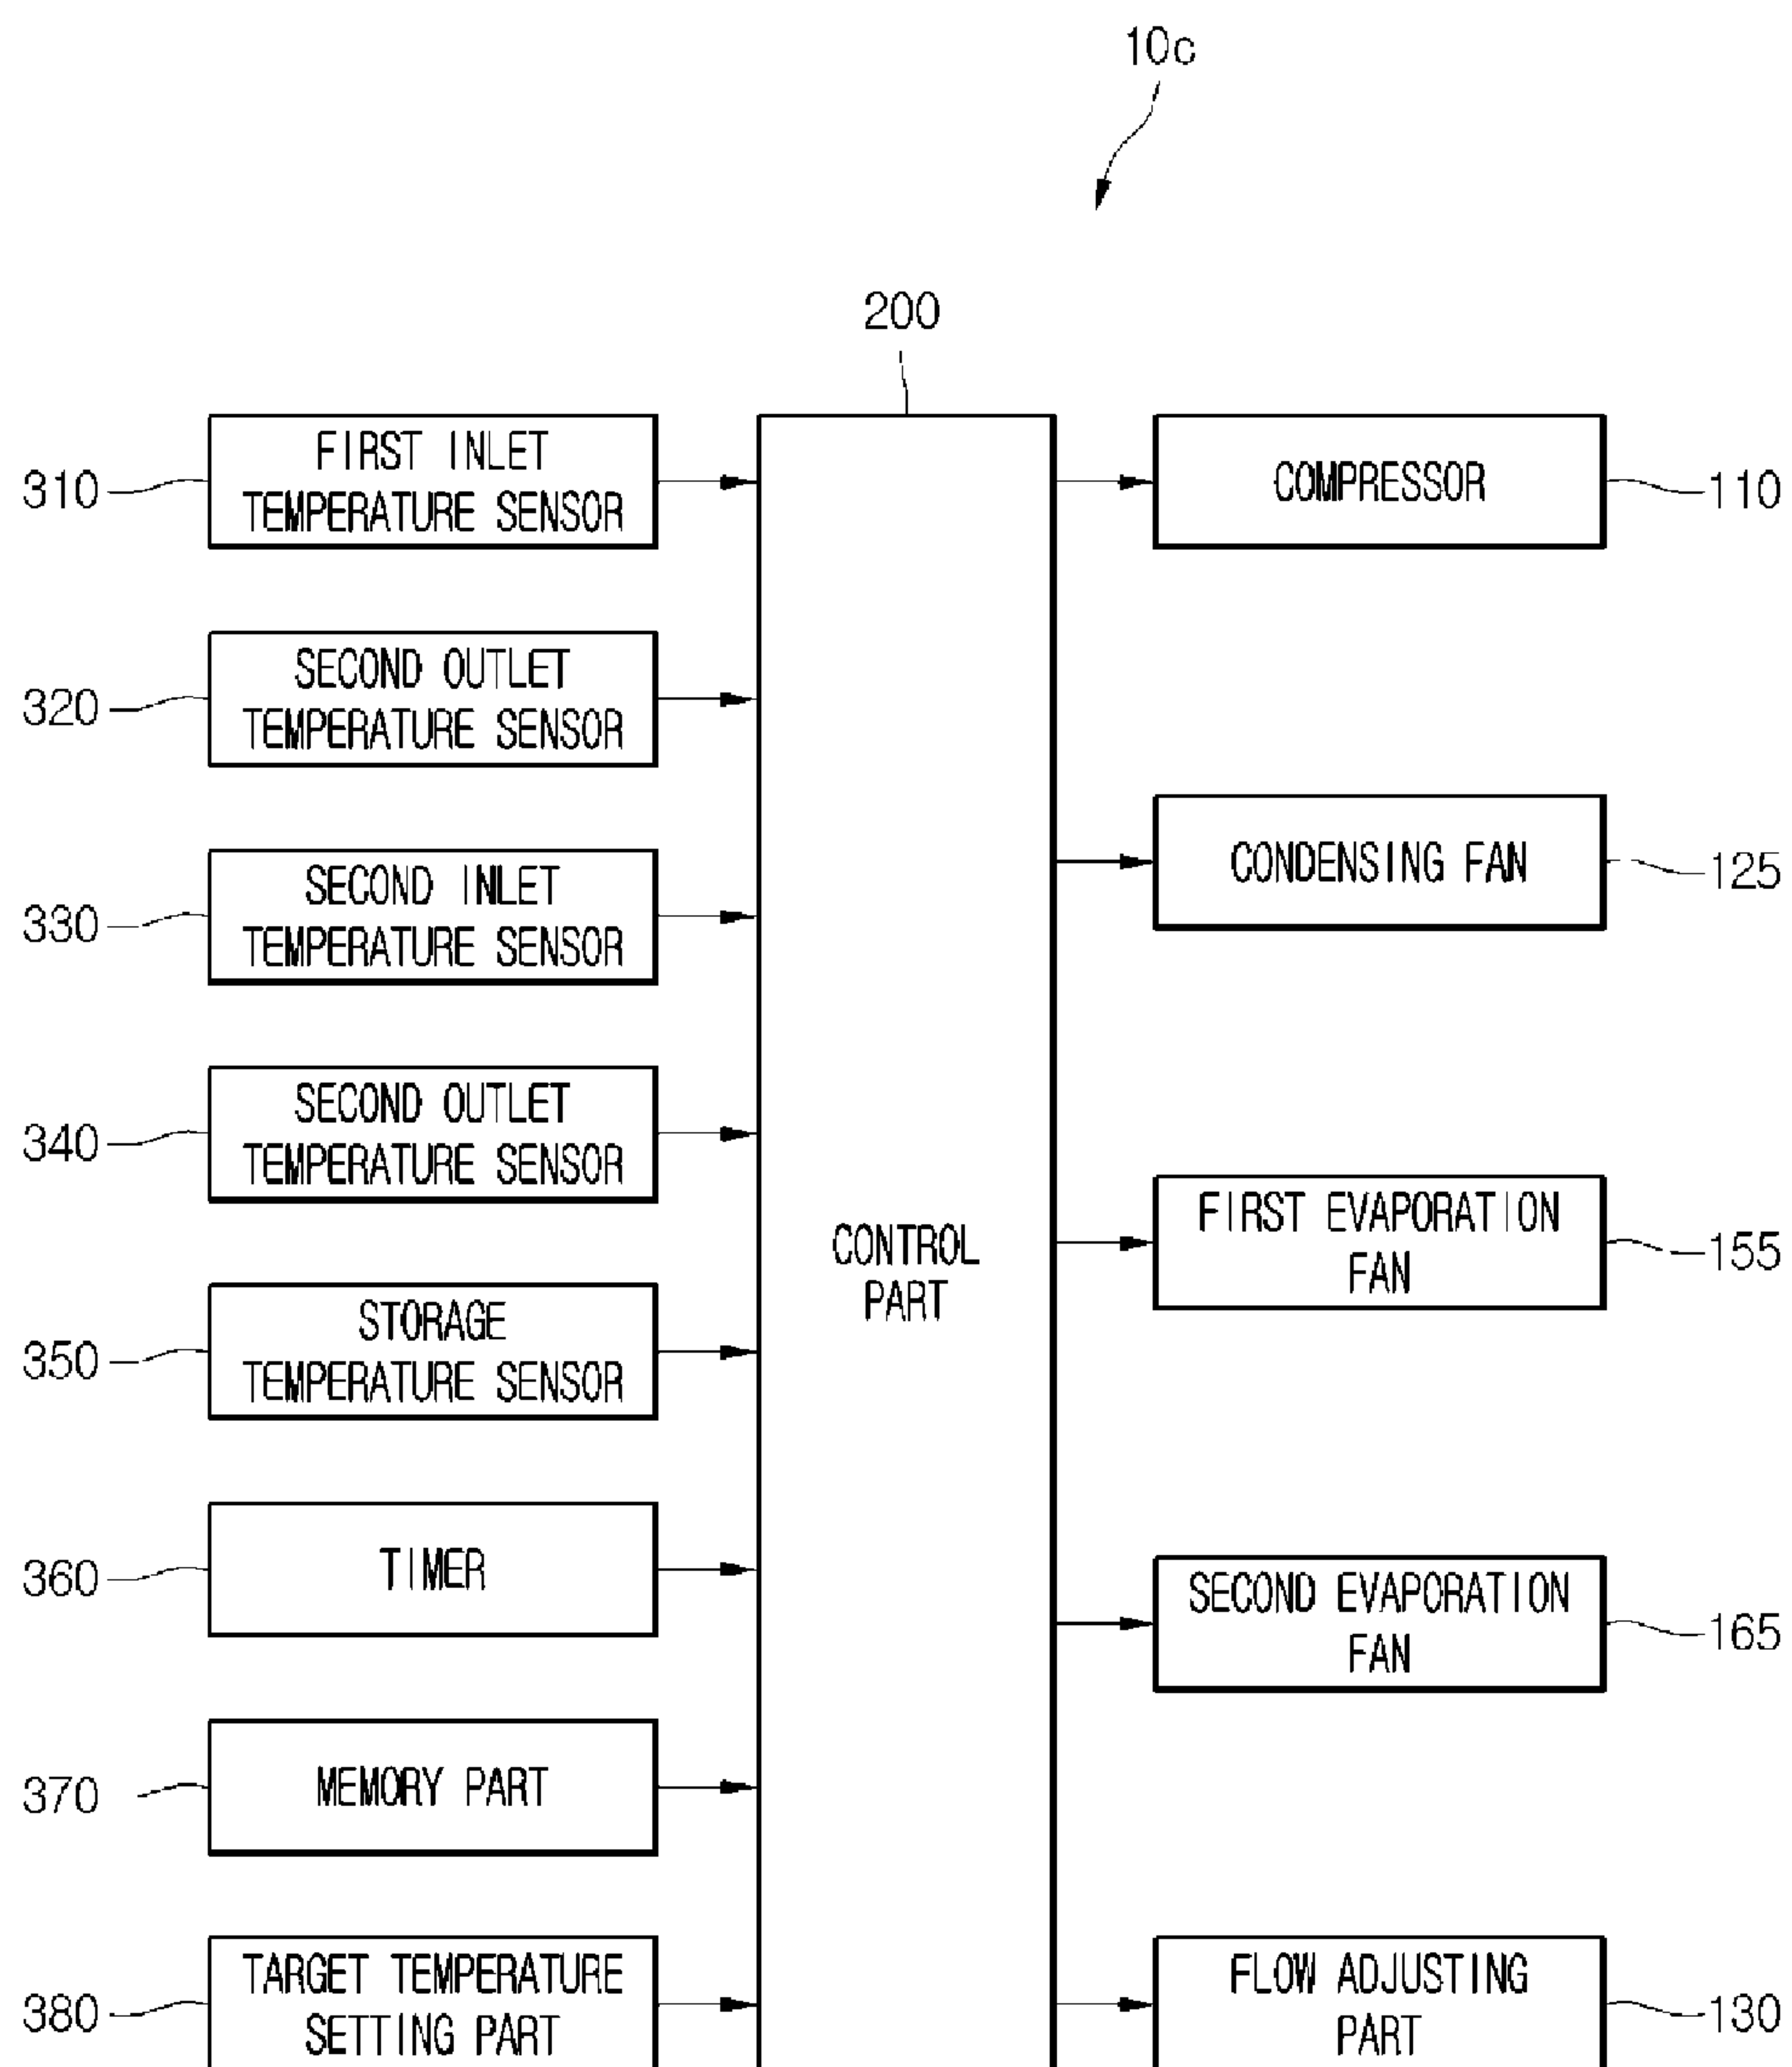 10c
200
310
FIRST INLET
TEMPERATURE SENSOR
320
SECOND OUTLET
TEMPERATURE SENSOR
330
SECOND INLET
TEMPERATURE SENSOR
340
SECOND OUTLET
TEMPERATURE SENSOR
350
STORAGE
TEMPERATURE SENSOR
360
TIMER
370
MEMORY PART
380
TARGET TEMPERATURE
SETTING PART
CONTROL
PART
COMPRESSOR
110
CONDENSING FAN
125
FIRST EVAPORATION
FAN
155
SECOND EVAPORATION
FAN
165
FLOW ADJUSTING
PART
130